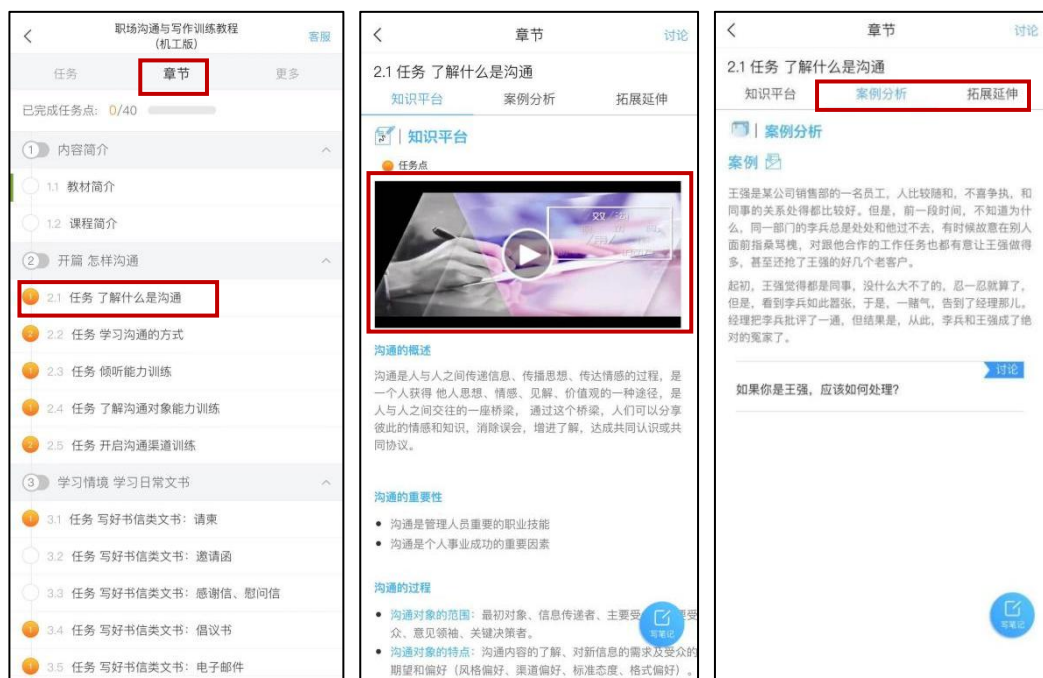 职场沟通与写作训练教程
(机工版)
客服
任务
章节
更多
已完成任务点: 0/40
1 内容简介
1.1 教材简介
1.2 课程简介
2 开篇 怎样沟通
1 2.1 任务 了解什么是沟通
2 2.2 任务 学习沟通的方式
1 2.3 任务 倾听能力训练
1 2.4 任务 了解沟通对象能力训练
2 2.5 任务 开启沟通渠道训练
3 学习情境 学习日常文书
1 3.1 任务 写好书信类文书：请柬
3.2 任务 写好书信类文书：邀请函
3.3 任务 写好书信类文书：感谢信、慰问信
1 3.4 任务 写好书信类文书：倡议书
1 3.5 任务 写好书信类文书：电子邮件
章节
讨论
2.1 任务 了解什么是沟通
知识平台
案例分析
拓展延伸
知识平台
任务点
沟通的概述
沟通是人与人之间传递信息、传播思想、传达情感的过程，是
一个人获得 他人思想、情感、见解、价值观的一种途径，是
人与人之间交往的一座桥梁， 通过这个桥梁，人们可以分享
彼此的情感和知识，消除误会，增进了解，达成共同认识或共
同协议。
沟通的重要性
• 沟通是管理人员重要的职业技能
• 沟通是个人事业成功的重要因素
沟通的过程
• 沟通对象的范围：最初对象、信息传递者、主要受 要受
众、意见领袖、关键决策者。
• 沟通对象的特点：沟通内容的了解、对新信息的需求及受众的
期望和偏好（风格偏好、渠道偏好、标准态度、格式偏好）。
写笔记
章节
讨论
2.1 任务 了解什么是沟通
知识平台
案例分析
拓展延伸
案例分析
案例
王强是某公司销售部的一名员工，人比较随和，不喜争执，和
同事的关系处得都比较好。但是，前一段时间，不知道为什
么，同一部门的李兵总是处处和他过不去，有时候故意在别人
面前指桑骂槐，对跟他合作的工作任务也都有意让王强做得
多，甚至还抢了王强的好几个老客户。
起初，王强觉得都是同事，没什么大不了的，忍一忍就算了，
但是，看到李兵如此嚣张，于是，一赌气，告到了经理那儿。
经理把李兵批评了一通，但结果是，从此，李兵和王强成了绝
对的冤家了。
讨论
如果你是王强，应该如何处理？
写笔记